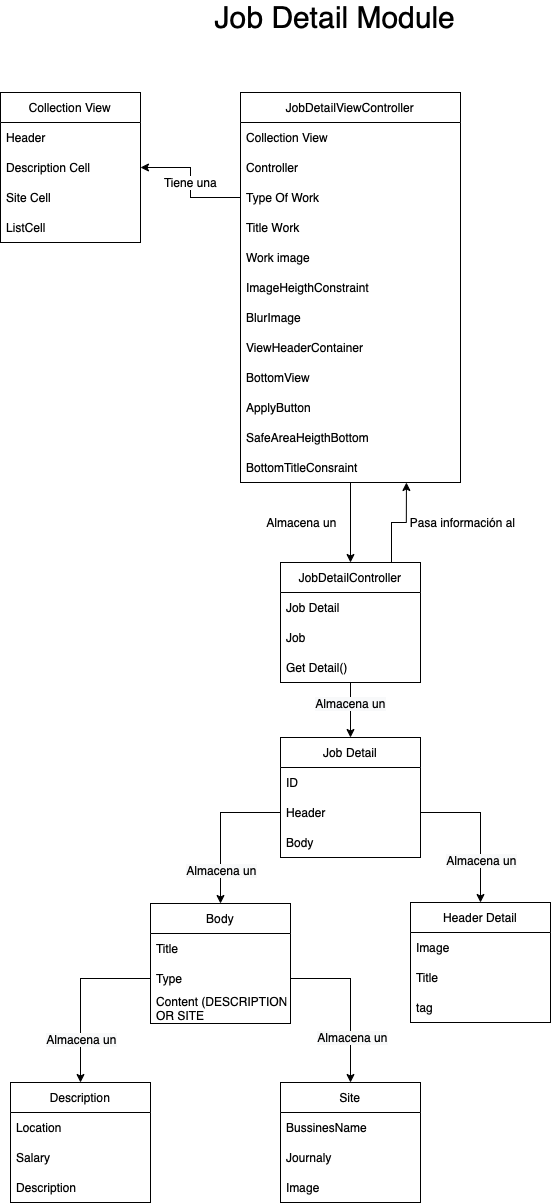 Job Detail Module
Collection View
Header
Description Cell
Site Cell
ListCell
Tiene una
JobDetailViewController
Collection View
Controller
Type Of Work
Title Work
Work image
ImageHeigthConstraint
BlurImage
ViewHeaderContainer
BottomView
ApplyButton
SafeAreaHeigthBottom
BottomTitleConsraint
Almacena un
Pasa información al
JobDetailController
Job Detail
Job
Get Detail()
Almacena un
Job Detail
ID
Header
Body
Almacena un
Almacena un
Body
Title
Type
Content (DESCRIPTION
OR SITE
Header Detail
Image
Title
tag
Almacena un
Almacena un
Description
Location
Salary
Description
Site
BussinesName
Journaly
Image